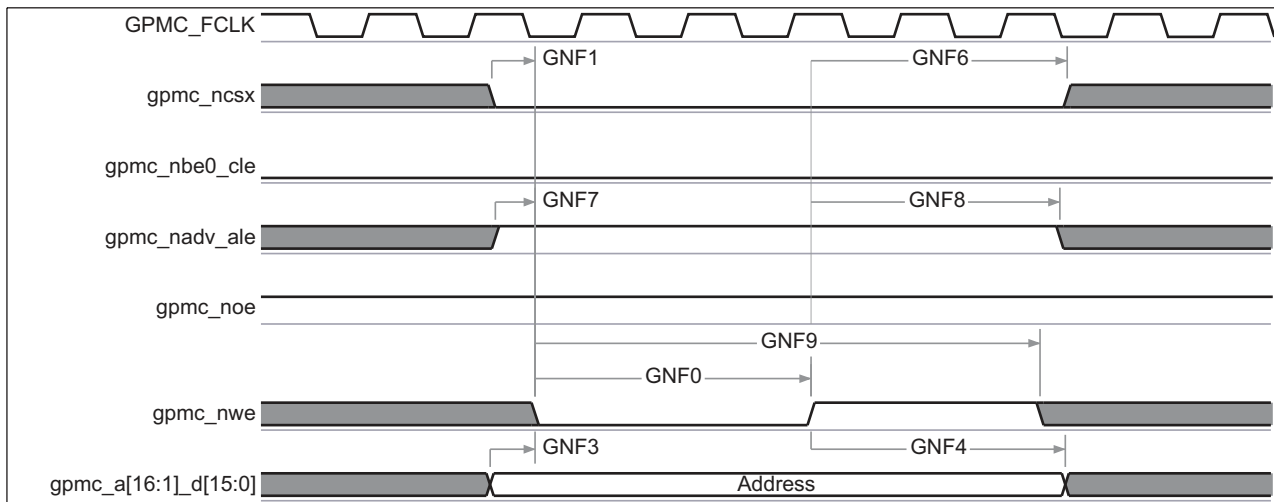 GPMC_FCLK
GNF1
GNF6
gpmc_ncsx
gpmc_nbe0_cle
GNF7
GNF8
gpmc_nadv_ale
gpmc_noe
GNF9
GNF0
gpmc_nwe
GNF3
GNF4
gpmc_a[16:1]_d[15:0]
Address